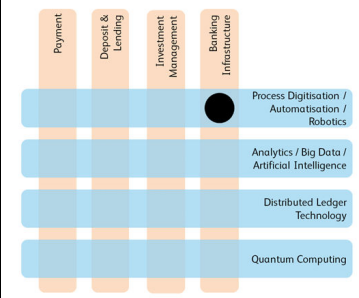 Payment
Deposit &
Lending
Investment
Management
Banking
Infrastructure
Process Digitisation /
Automatisation /
Robotics
Analytics / Big Data /
Artificial Intelligence
Distributed Ledger
Technology
Quantum Computing